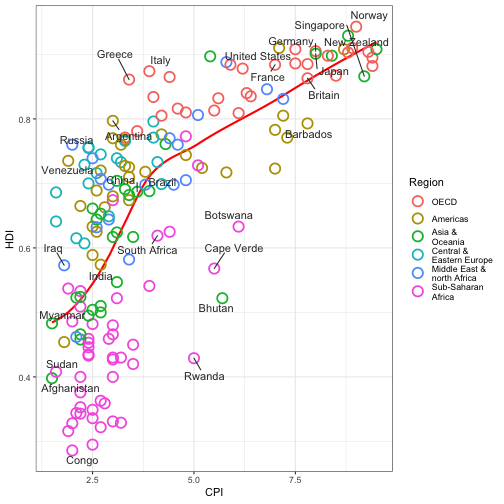 Norway
Singapore
Germany
New Zealand
Greece
Italy
United States
France
Japan
Britain
Russia
Argentina
Barbados
Venezuela
China
Brazil
Botswana
Iraq
South Africa
Cape Verde
India
Myanmar
Bhutan
Sudan
Rwanda
Afghanistan
Congo
0.8
0.6
0.4
HDI
2.5
5.0
7.5
CPI
Region
OECD
Americas
Asia &
Oceania
Central &
Eastern Europe
Middle East &
north Africa
Sub-Saharan
Africa